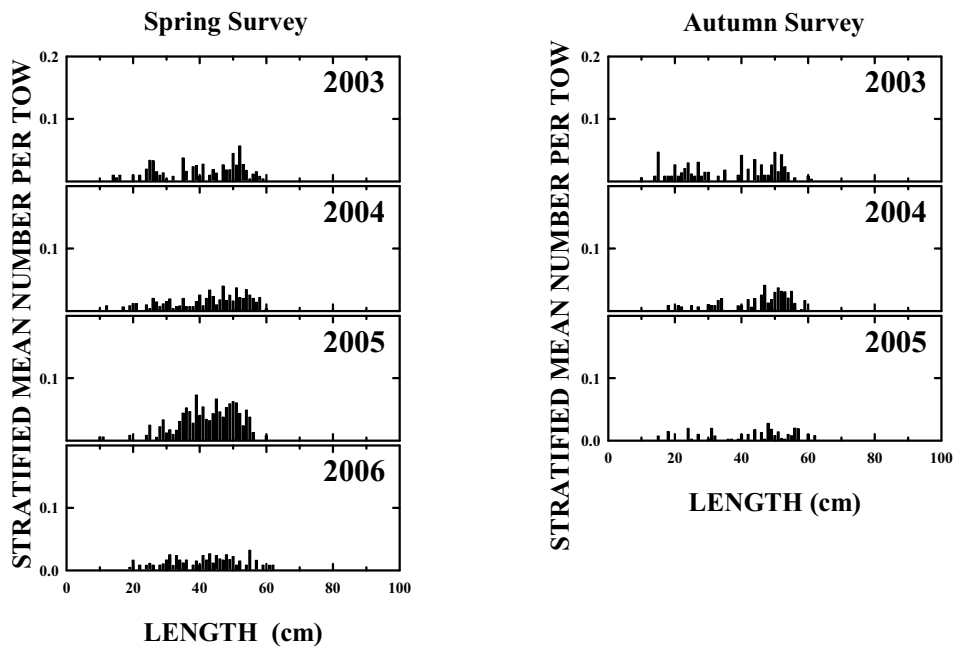 Spring Survey
STRATIFIED MEAN NUMBER PER TOW
0.2
2003
0.1
2004
0.1
2005
0.1
2006
0.1
0.0
0 20 40 60 80 100
LENGTH (cm)
Autumn Survey
STRATIFIED MEAN NUMBER PER TOW
0.2
2003
0.1
2004
0.1
2005
0.1
0.0
0 20 40 60 80 100
LENGTH (cm)